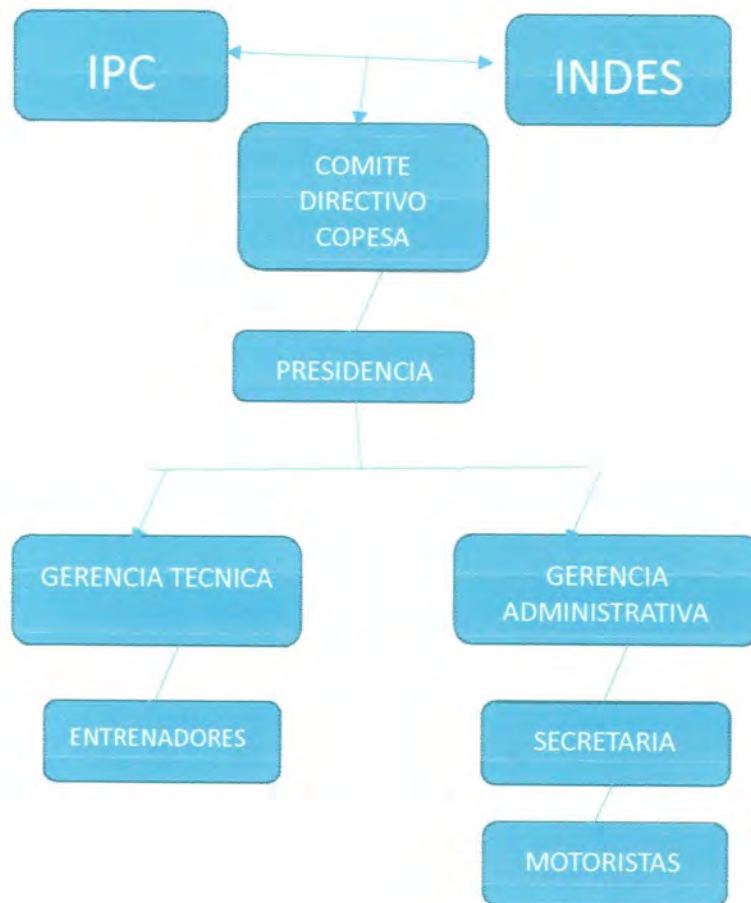 IPC
INDES
COMITE
DIRECTIVO
COPESA
PRESIDENCIA
GERENCIA TECNICA
GERENCIA
ADMINISTRATIVA
ENTRENADORES
SECRETARIA
MOTORISTAS